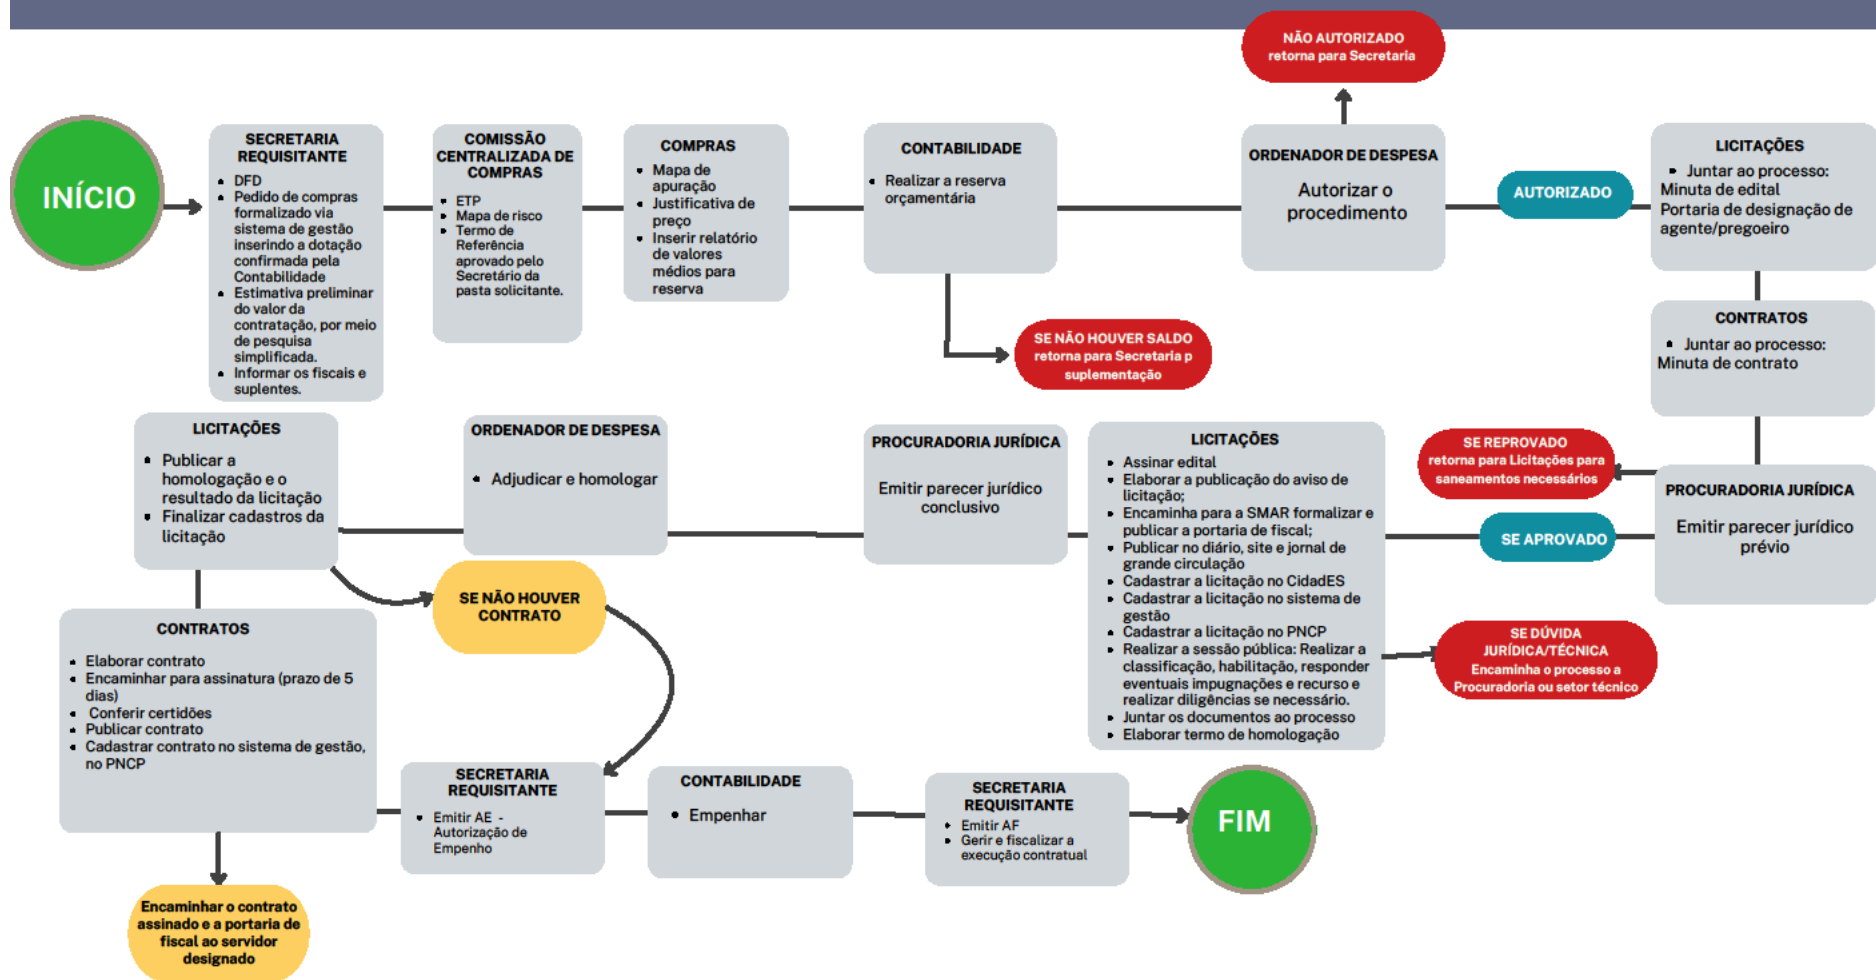 NÃO AUTORIZADO
retorna para Secretaria
INÍCIO
SECRETARIA
REQUISITANTE
• DFD
• Pedido de compras
formalizado via
sistema de gestão
inserindo a dotação
confirmada pela
Contabilidade
• Estimativa preliminar
do valor da
contratação, por meio
de pesquisa
simplificada.
• Informar os fiscais e
suplentes.
COMISSÃO
CENTRALIZADA DE
COMPRAS
• ETP
• Mapa de risco
• Termo de
Referência
aprovado pelo
Secretário da
pasta solicitante.
COMPRAS
• Mapa de
apuração
• Justificativa de
preço
• Inserir relatório
de valores
médios para
reserva
CONTABILIDADE
• Realizar a reserva
orçamentária
SE NÃO HOUVER SALDO
retorna para Secretaria p
suplementação
ORDENADOR DE DESPESA
Autorizar o
procedimento
AUTORIZADO
LICITAÇÕES
• Juntar ao processo:
Minuta de edital
Portaria de designação de
agente/pregoeiro
CONTRATOS
• Juntar ao processo:
Minuta de contrato
PROCURADORIA JURÍDICA
Emitir parecer jurídico
prévio
SE REPROVADO
retorna para Licitações para
saneamentos necessários
SE APROVADO
LICITAÇÕES
• Assinar edital
• Elaborar a publicação do aviso de
licitação;
• Encaminha para a SMAR formalizar e
publicar a portaria de fiscal;
• Publicar no diário, site e jornal de
grande circulação
• Cadastrar a licitação no CidadES
• Cadastrar a licitação no sistema de
gestão
• Cadastrar a licitação no PNCP
• Realizar a sessão pública: Realizar a
classificação, habilitação, responder
eventuais impugnações e recurso e
realizar diligências se necessário.
• Juntar os documentos ao processo
• Elaborar termo de homologação
SE DÚVIDA
JURÍDICA/TÉCNICA
Encaminha o processo a
Procuradoria ou setor técnico
PROCURADORIA JURÍDICA
Emitir parecer jurídico
conclusivo
ORDENADOR DE DESPESA
• Adjudicar e homologar
LICITAÇÕES
• Publicar a
homologação e o
resultado da licitação
• Finalizar cadastros da
licitação
SE NÃO HOUVER
CONTRATO
CONTRATOS
• Elaborar contrato
• Encaminhar para assinatura (prazo de 5
dias)
• Conferir certidões
• Publicar contrato
• Cadastrar contrato no sistema de gestão,
no PNCP
Encaminhar o contrato
assinado e a portaria de
fiscal ao servidor
designado
SECRETARIA
REQUISITANTE
• Emitir AE -
Autorização de
Empenho
CONTABILIDADE
• Empenhar
SECRETARIA
REQUISITANTE
• Emitir AF
• Gerir e fiscalizar a
execução contratual
FIM